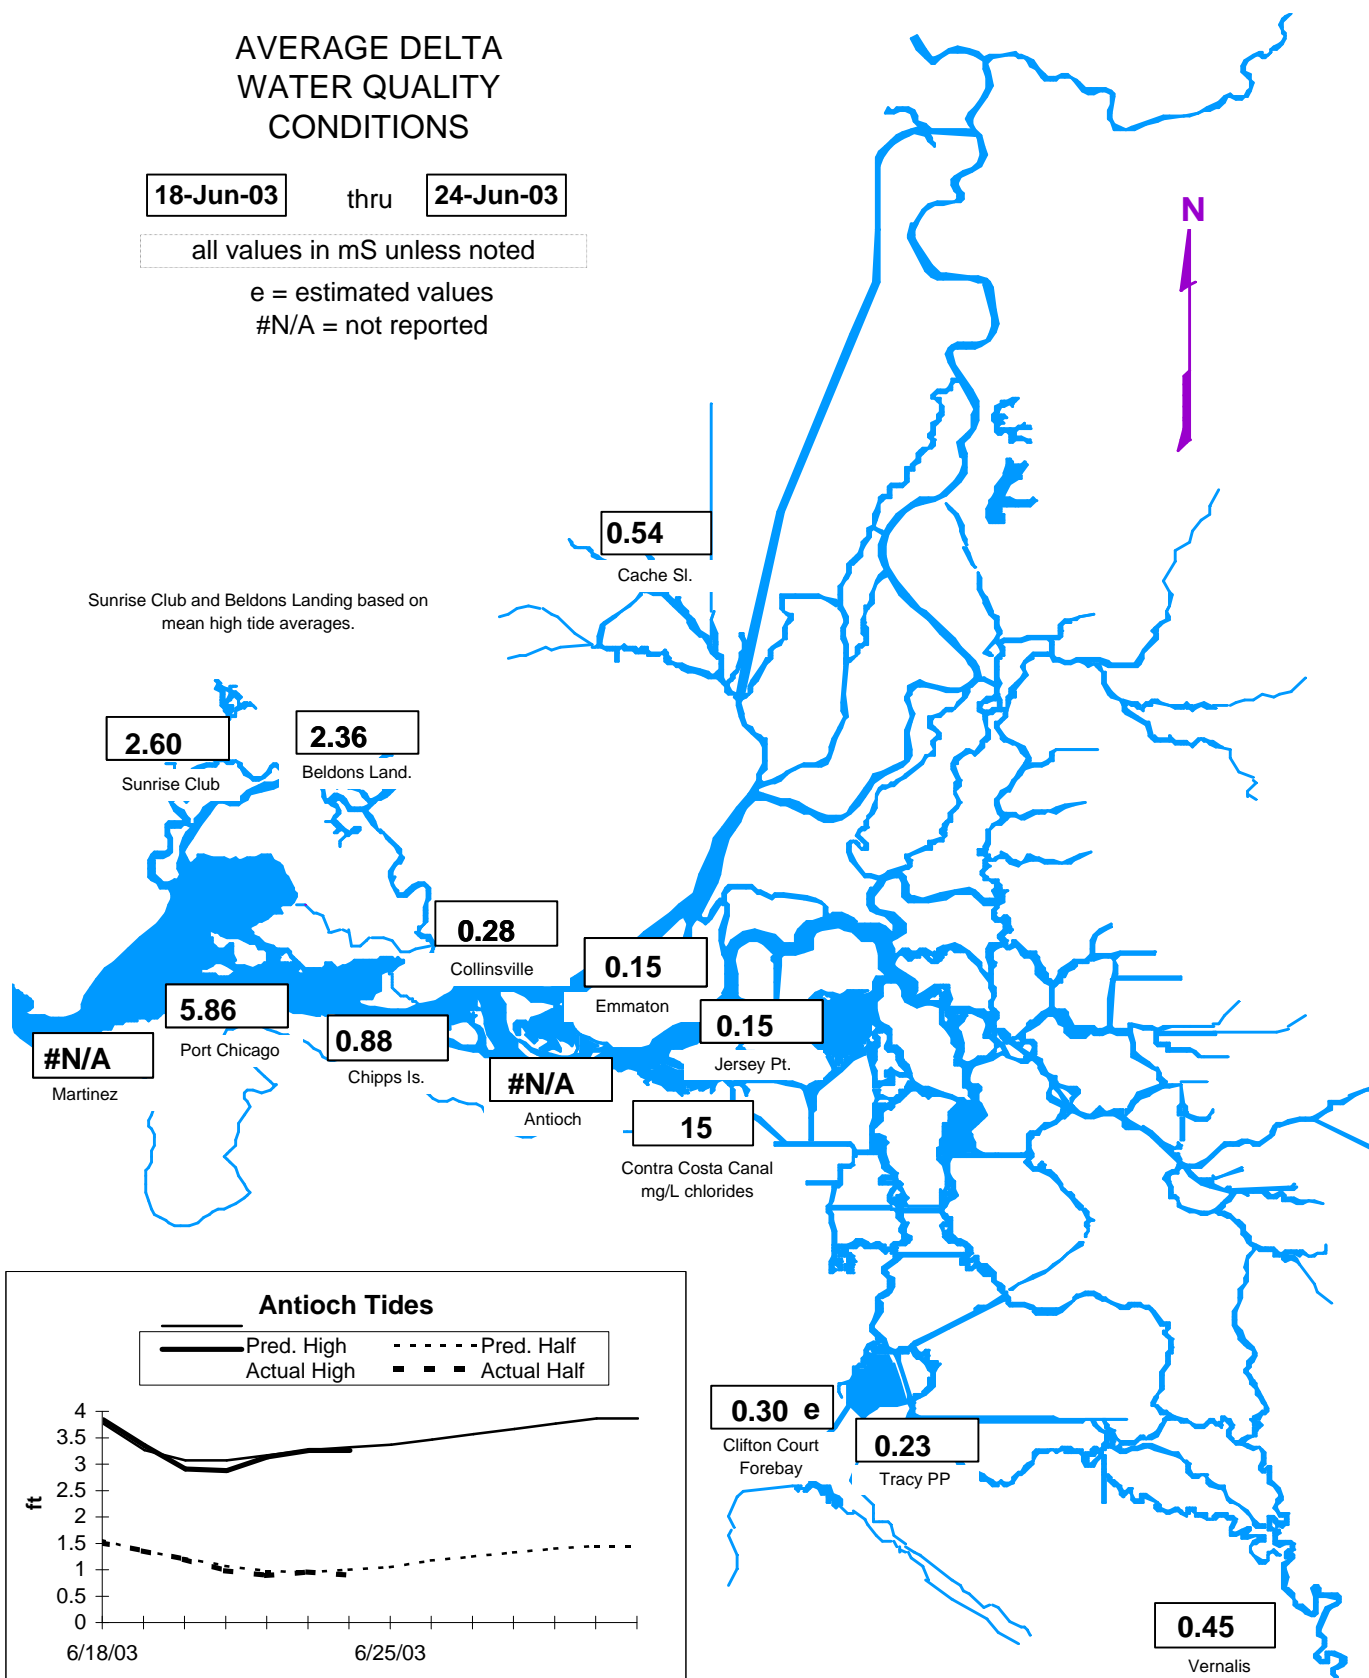 AVERAGE DELTA
WATER QUALITY
CONDITIONS
18-Jun-03 thru 24-Jun-03
all values in mS unless noted
e = estimated values
#N/A = not reported
N
0.54
Cache Sl.
Sunrise Club and Beldons Landing based on
mean high tide averages.
2.60
Sunrise Club
2.36
Beldons Land.
0.28
Collinsville
0.15
Emmaton
5.86
Port Chicago
0.88
Chipps Is.
0.15
Jersey Pt.
#N/A
Martinez
#N/A
Antioch
15
Contra Costa Canal
mg/L chlorides
Antioch Tides
Pred. High
Pred. Half
Actual High
Actual Half
4
3.5
3
2.5
2
1.5
1
0.5
0
ft
6/18/03
6/25/03
0.30 e
Clifton Court
Forebay
0.23
Tracy PP
0.45
Vernalis